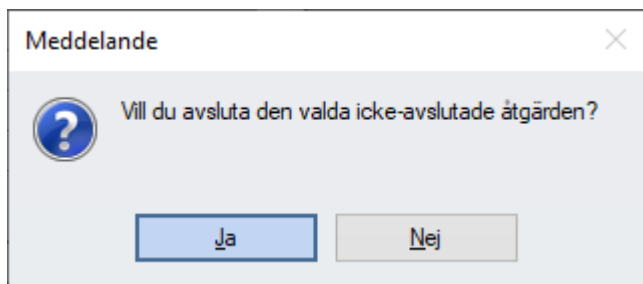 Meddelande
Vill du avsluta den valda icke-avslutade åtgärden?
Ja
Nej